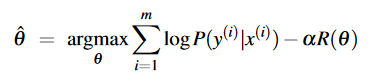 θ̂ = argmax_θ ∑_{i=1}^{m} log P(y^{(i)}|x^{(i)}) − αR(θ)